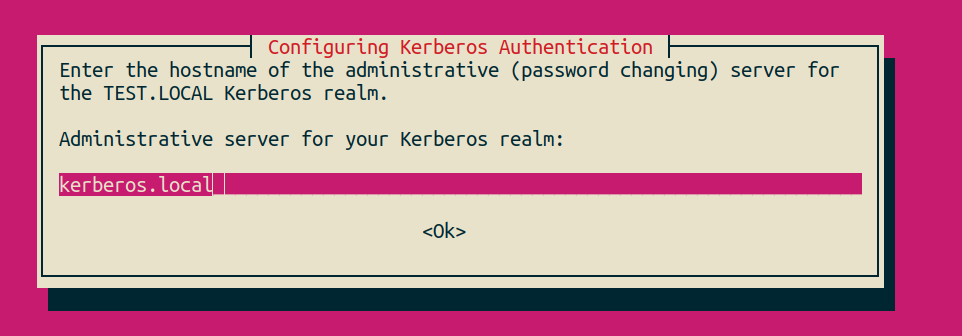 Configuring Kerberos Authentication
Enter the hostname of the administrative (password changing) server for
the TEST.LOCAL Kerberos realm.
Administrative server for your Kerberos realm:
kerberos.local
<Ok>